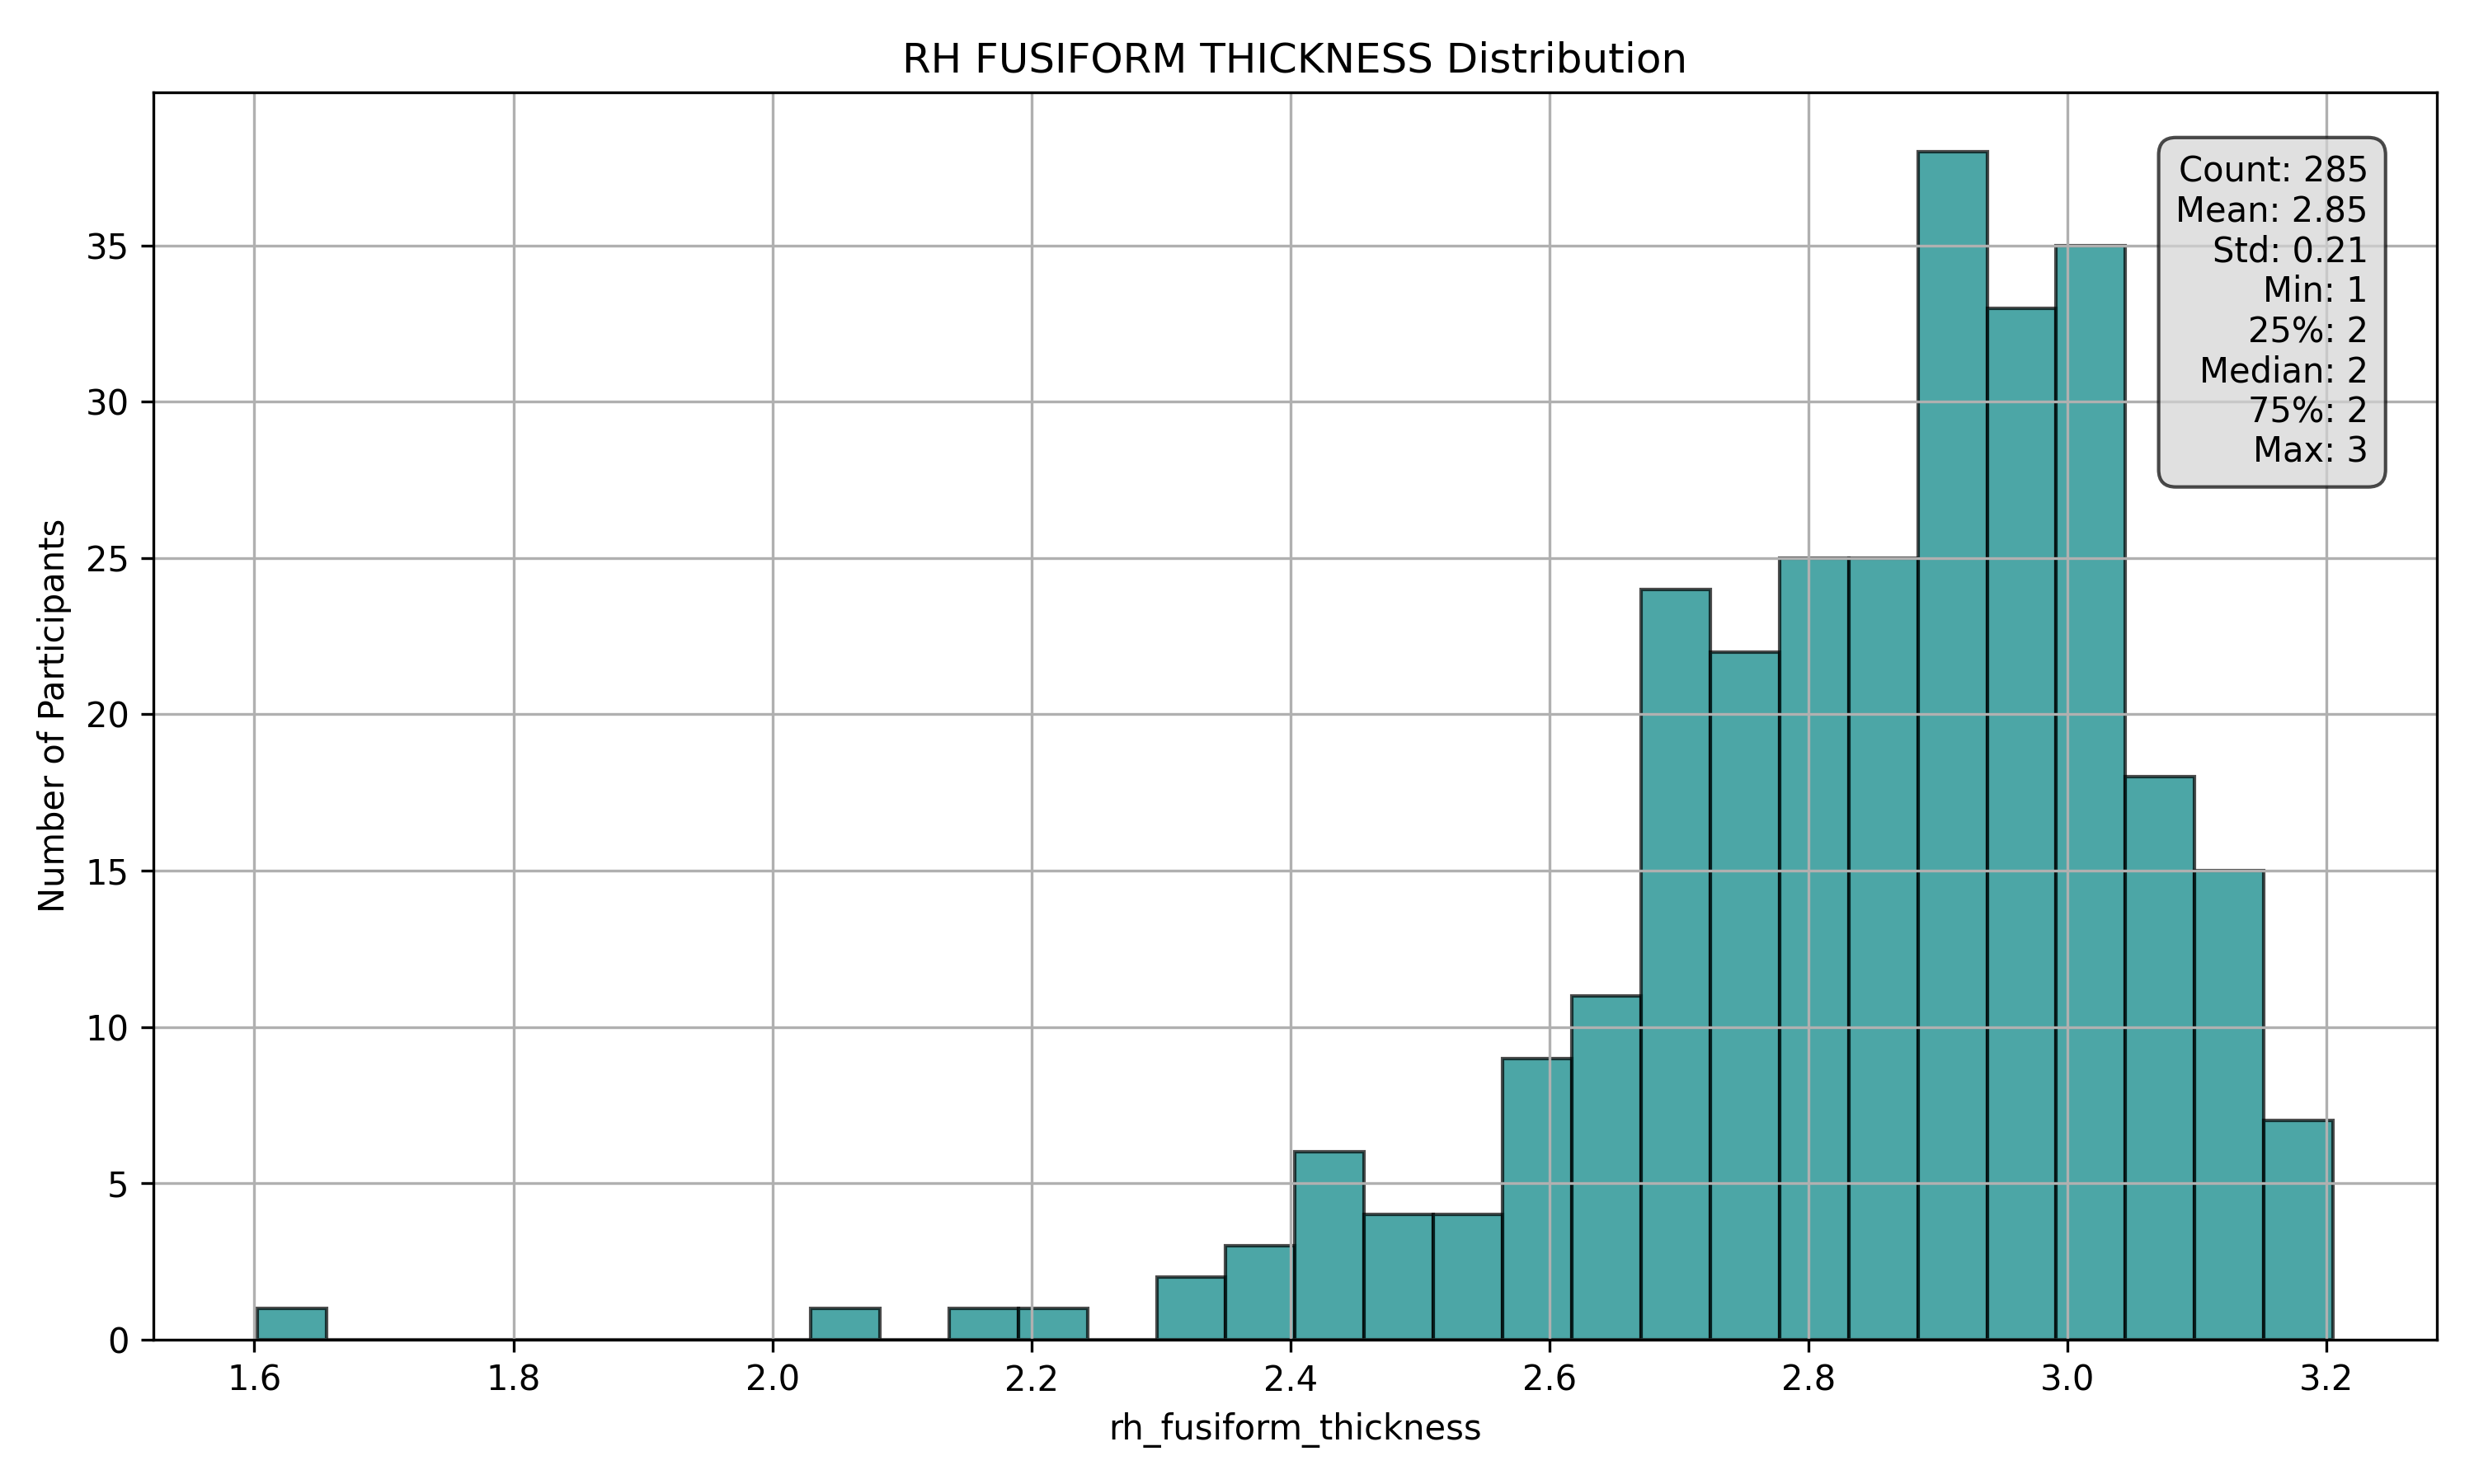 RH FUSIFORM THICKNESS Distribution
Count: 285
Mean: 2.85
Std: 0.21
Min: 1
25%: 2
Median: 2
75%: 2
Max: 3
Number of Participants
35
30
25
20
15
10
5
0
1.6 1.8 2.0 2.2 2.4 2.6 2.8 3.0 3.2
rh_fusiform_thickness